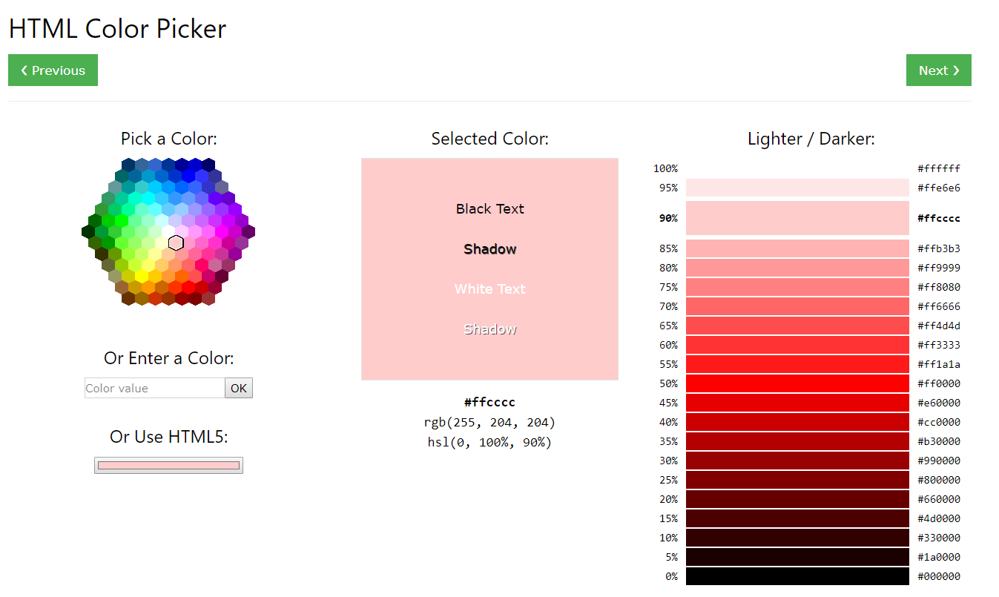 HTML Color Picker
❮ Previous
Next ❯
Pick a Color:
Or Enter a Color:
Color value
OK
Or Use HTML5:
Selected Color:
Black Text
Shadow
White Text
Shadow
#ffcccc
rgb(255, 204, 204)
hsl(0, 100%, 90%)
Lighter / Darker:
100% #ffffff
95% #ffe6e6
90% #ffcccc
85% #ffb3b3
80% #ff9999
75% #ff8080
70% #ff6666
65% #ff4d4d
60% #ff3333
55% #ff1a1a
50% #ff0000
45% #e60000
40% #cc0000
35% #b30000
30% #990000
25% #800000
20% #660000
15% #4d0000
10% #330000
5% #1a0000
0% #000000